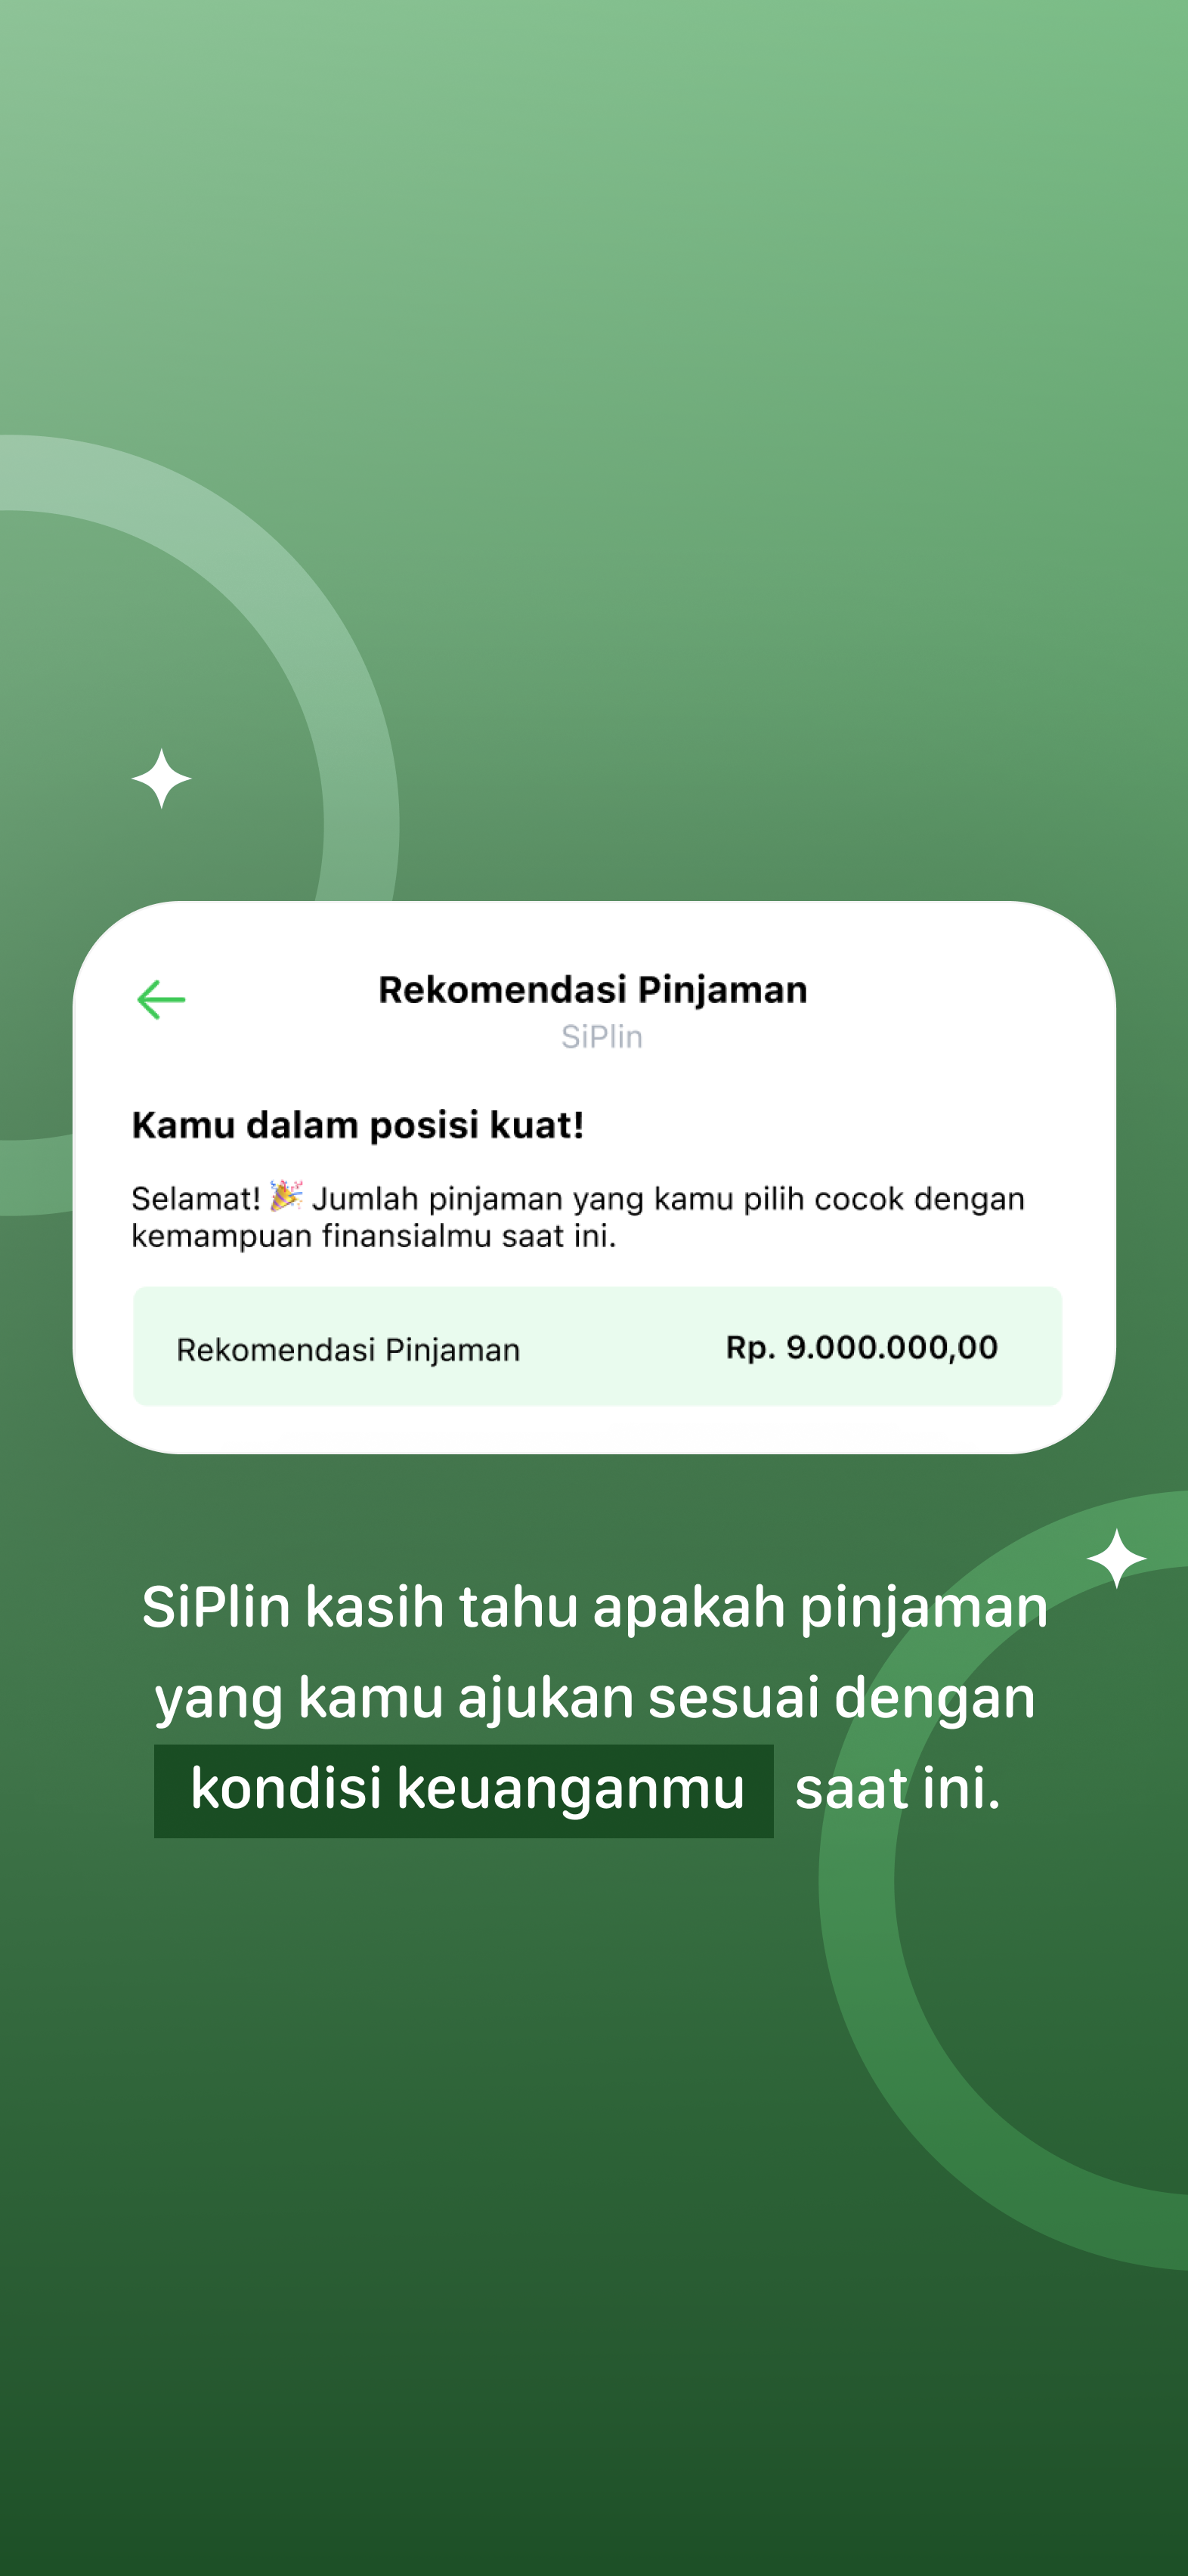 Rekomendasi Pinjaman
SiPlin
Kamu dalam posisi kuat!
Selamat! 🎉 Jumlah pinjaman yang kamu pilih cocok dengan
kemampuan finansialmu saat ini.
Rekomendasi Pinjaman Rp. 9.000.000,00
SiPlin kasih tahu apakah pinjaman
yang kamu ajukan sesuai dengan
kondisi keuanganmu saat ini.